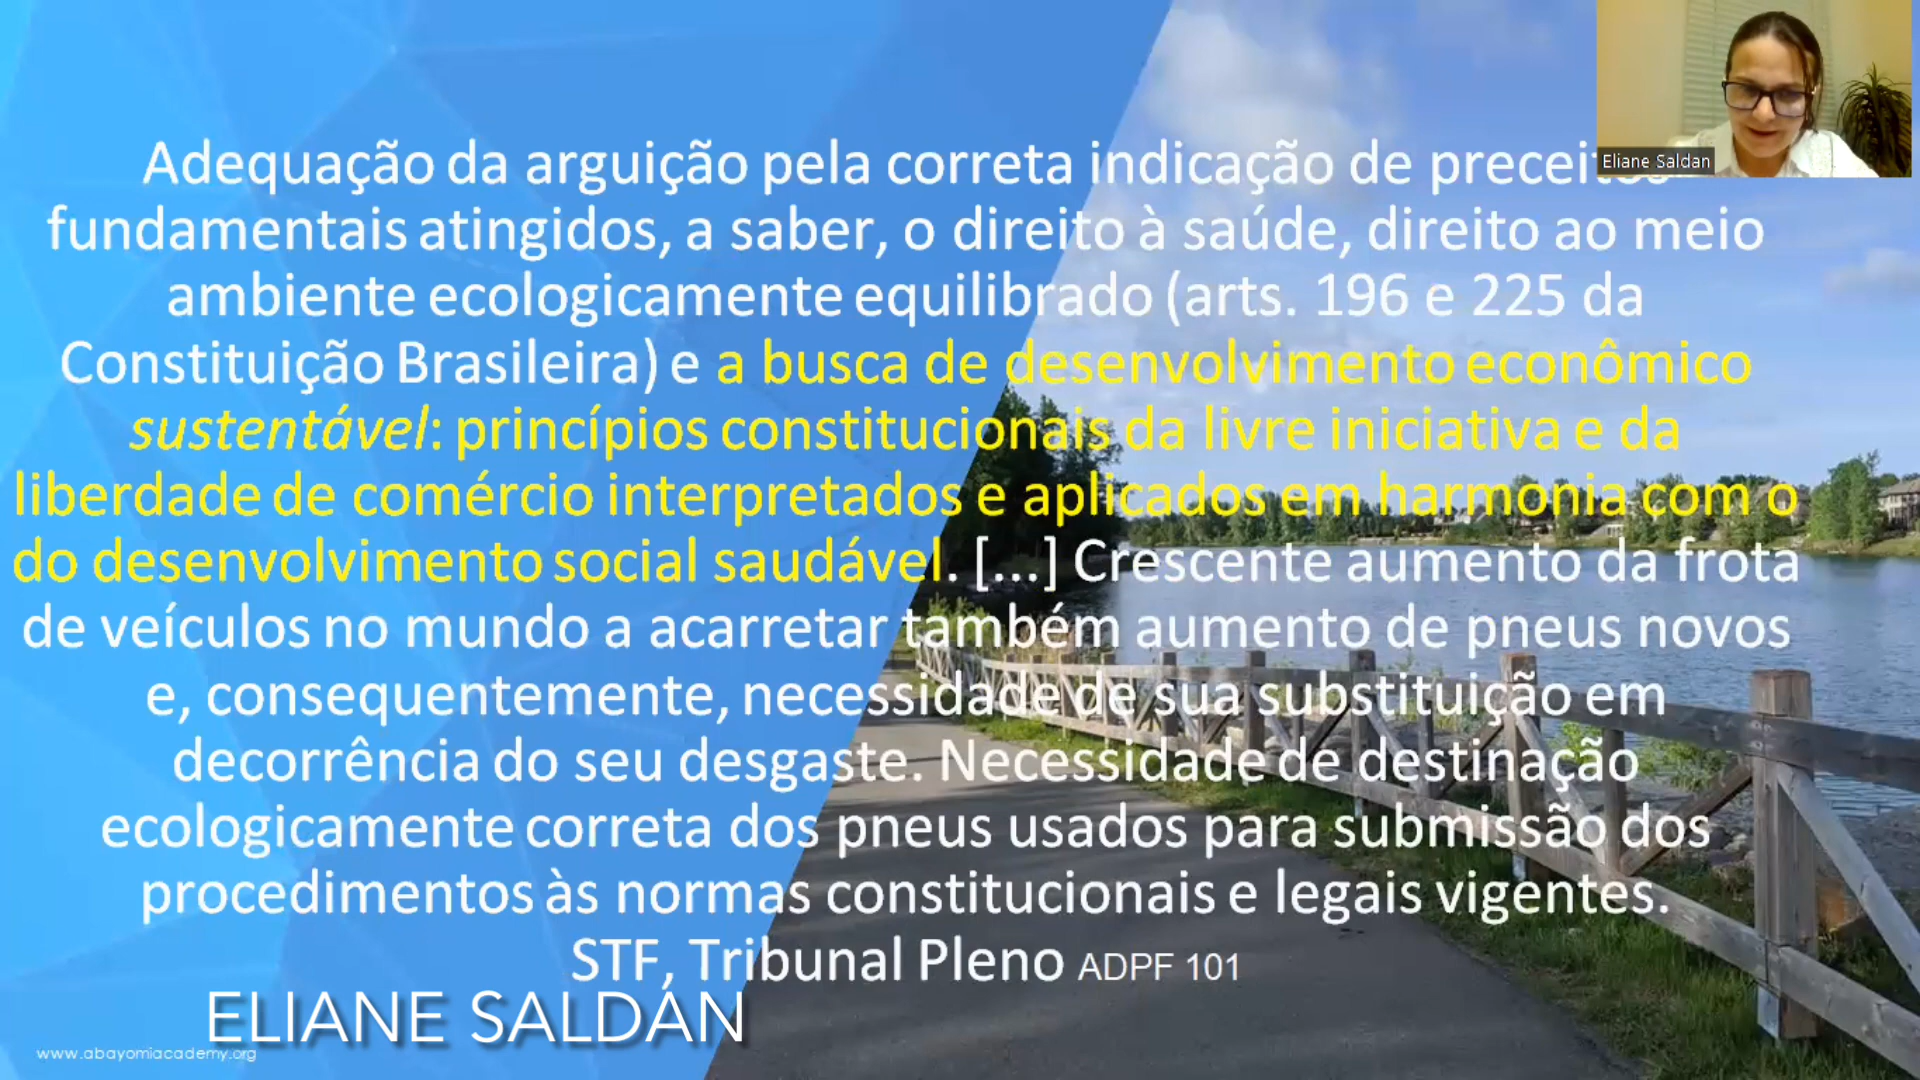 Adequação da arguição pela correta indicação de preceitos
fundamentais atingidos, a saber, o direito à saúde, direito ao meio
ambiente ecologicamente equilibrado (arts. 196 e 225 da
Constituição Brasileira) e a busca de desenvolvimento econômico
sustentável: princípios constitucionais da livre iniciativa e da
liberdade de comércio interpretados e aplicados em harmonia com o
do desenvolvimento social saudável. [...] Crescente aumento da frota
de veículos no mundo a acarretar também aumento de pneus novos
e, consequentemente, necessidade de sua substituição em
decorrência do seu desgaste. Necessidade de destinação
ecologicamente correta dos pneus usados para submissão dos
procedimentos às normas constitucionais e legais vigentes.
STF, Tribunal Pleno ADPF 101
ELIANE SALDAN
www.abayomiacademy.org
Eliane Saldan